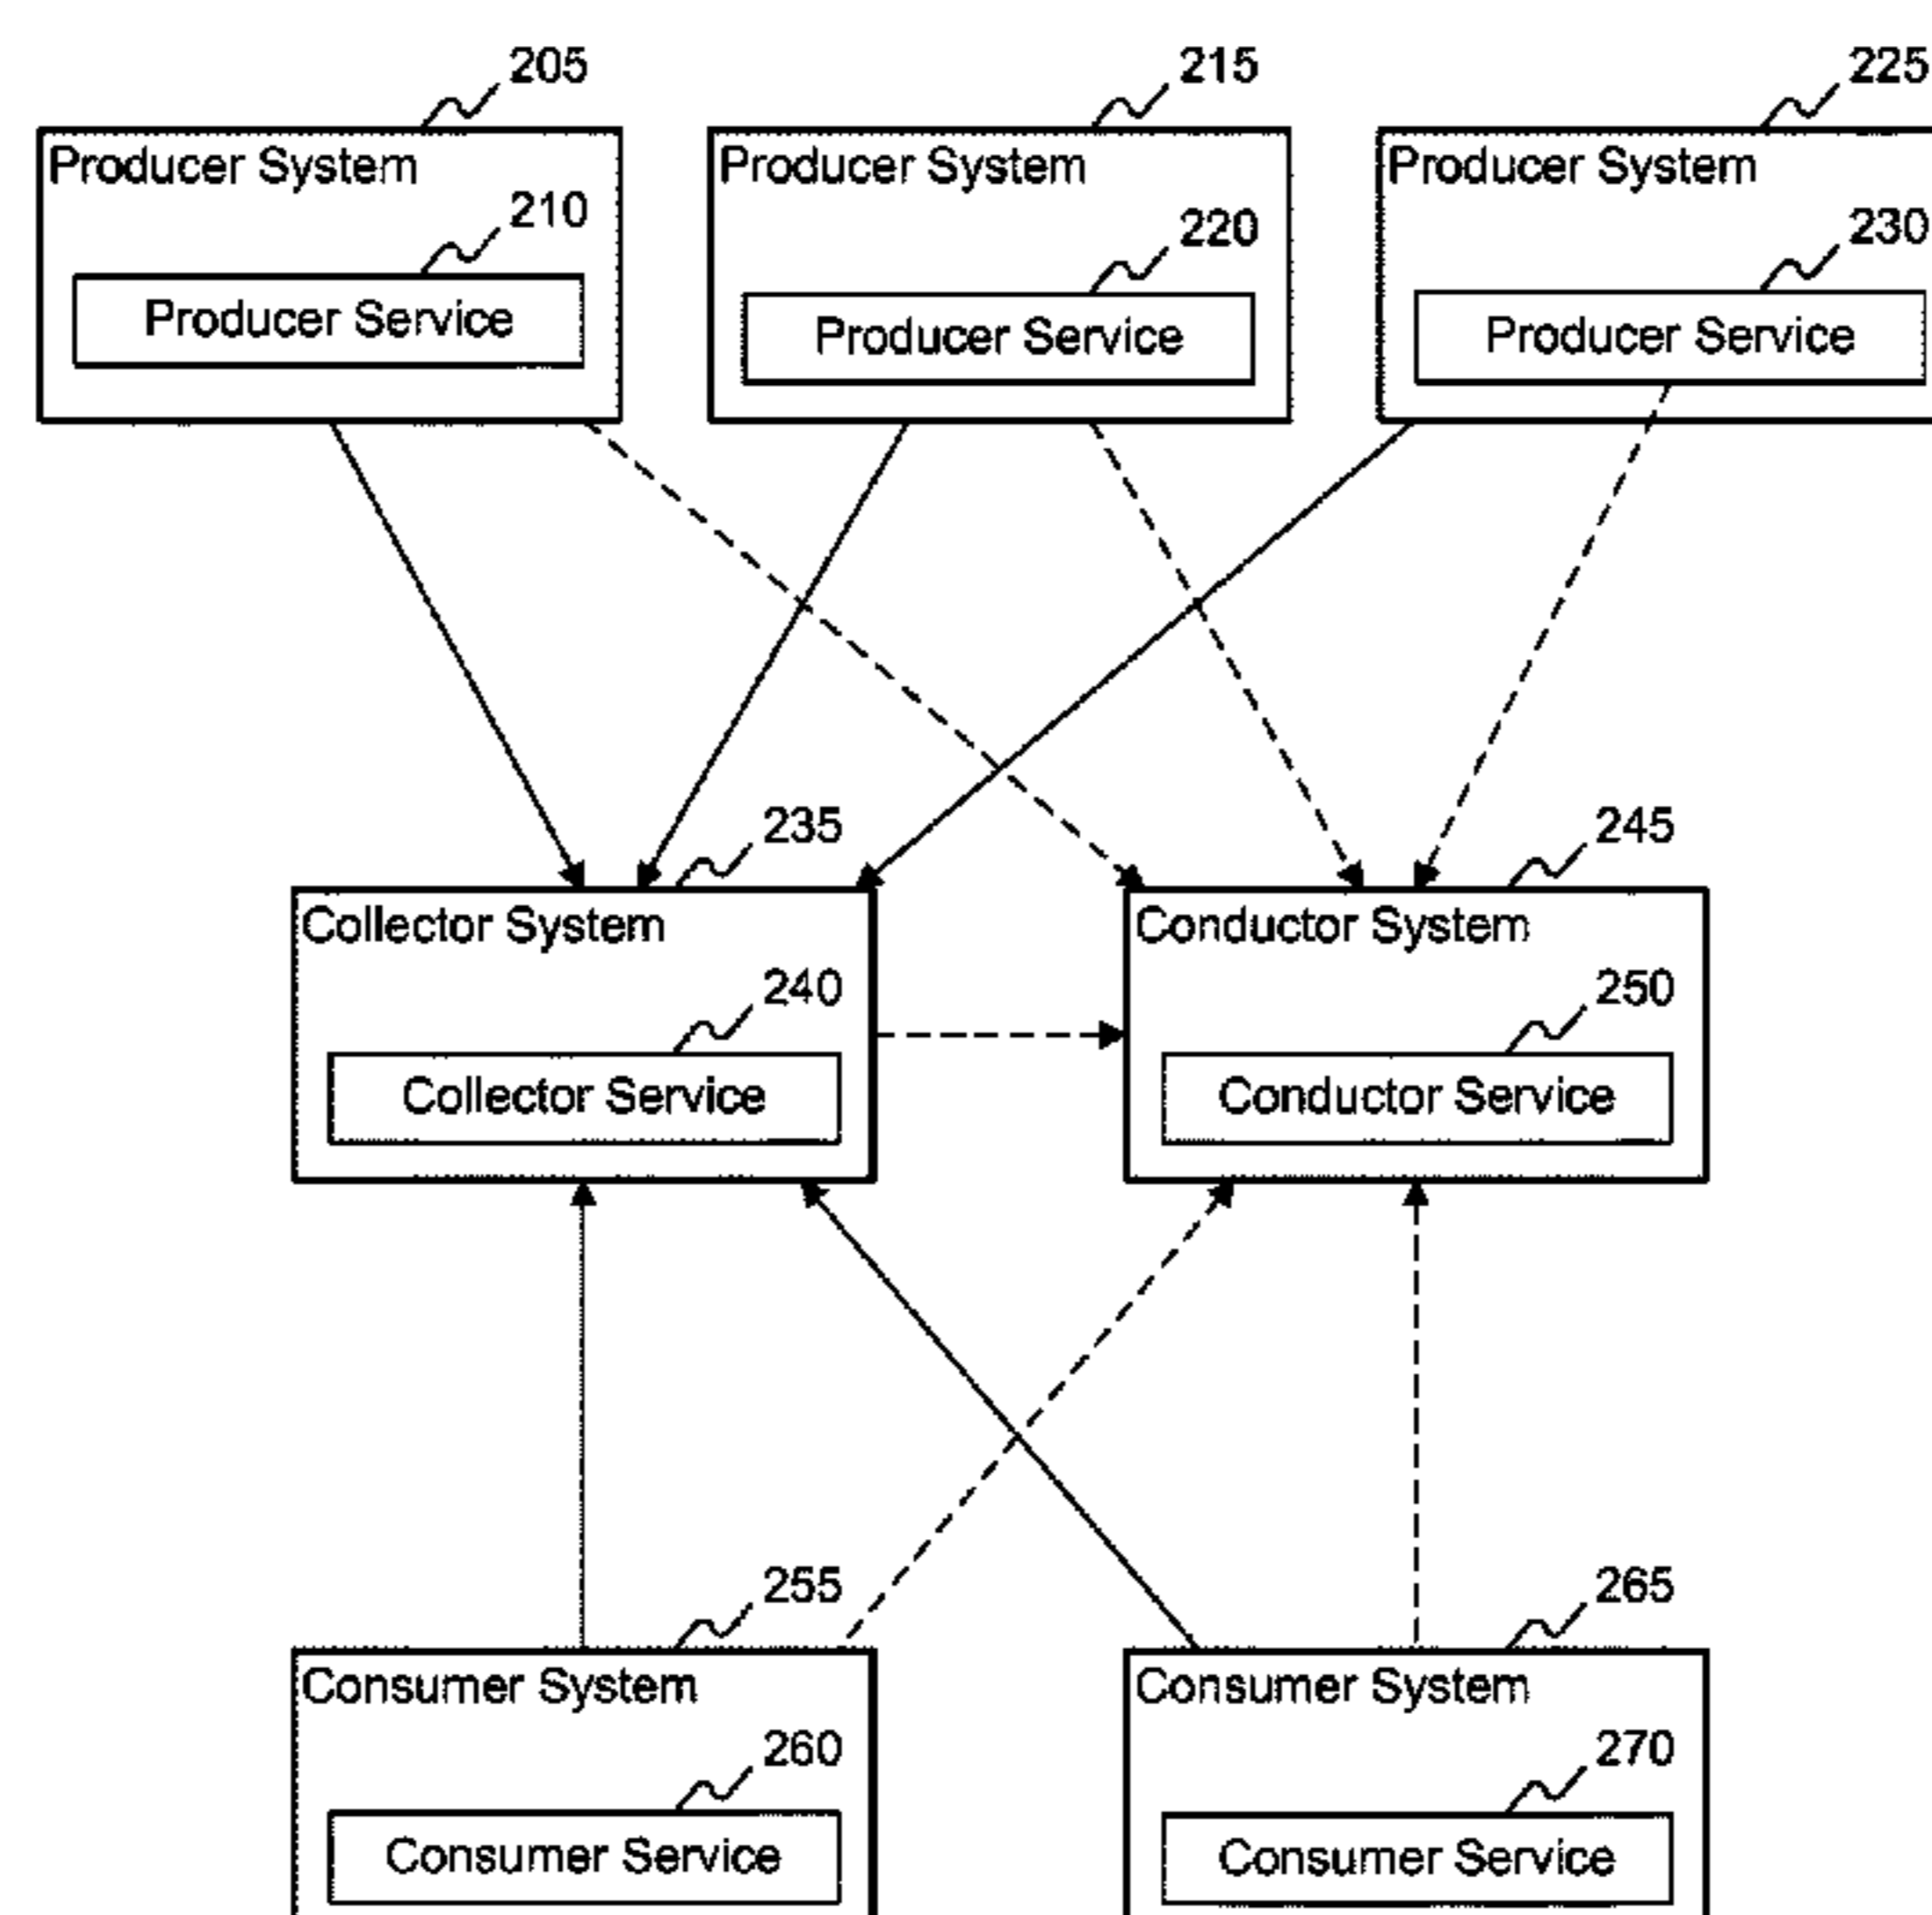 205
215
225
Producer System
Producer System
Producer System
210
220
230
Producer Service
Producer Service
Producer Service
235
245
Collector System
Conductor System
240
250
Collector Service
Conductor Service
255
265
Consumer System
Consumer System
260
270
Consumer Service
Consumer Service